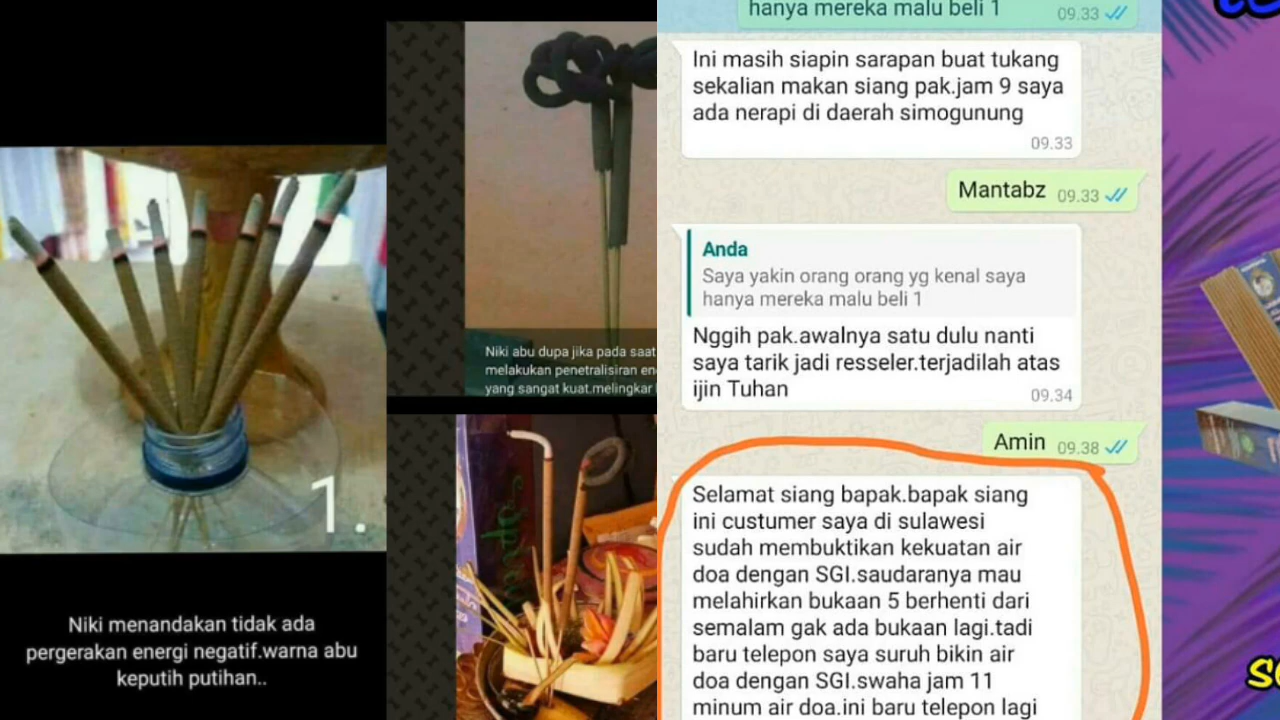 1.
Niki menandakan tidak ada
pergerakan energi negatif.warna abu
keputih putihan..
Niki abu dupa jika pada saat
melakukan penetralisiran
yang sangat kuat.melingkar
hanya mereka malu beli 1
09.33
Ini masih siapin sarapan buat tukang
sekalian makan siang pak.jam 9 saya
ada nerapi di daerah simogunung
09.33
Mantabz 09.33
Anda
Saya yakin orang orang yg kenal saya
hanya mereka malu beli 1
Nggih pak.awalnya satu dulu nanti
saya tarik jadi resseler.terjadilah atas
ijin Tuhan
09.34
Amin 09.38
Selamat siang bapak.bapak siang
ini custumer saya di sulawesi
sudah membuktikan kekuatan air
doa dengan SGI.saudaranya mau
melahirkan bukaan 5 berhenti dari
semalam gak ada bukaan lagi.tadi
baru telepon saya suruh bikin air
doa dengan SGI.swaha jam 11
minum air doa.ini baru telepon lagi